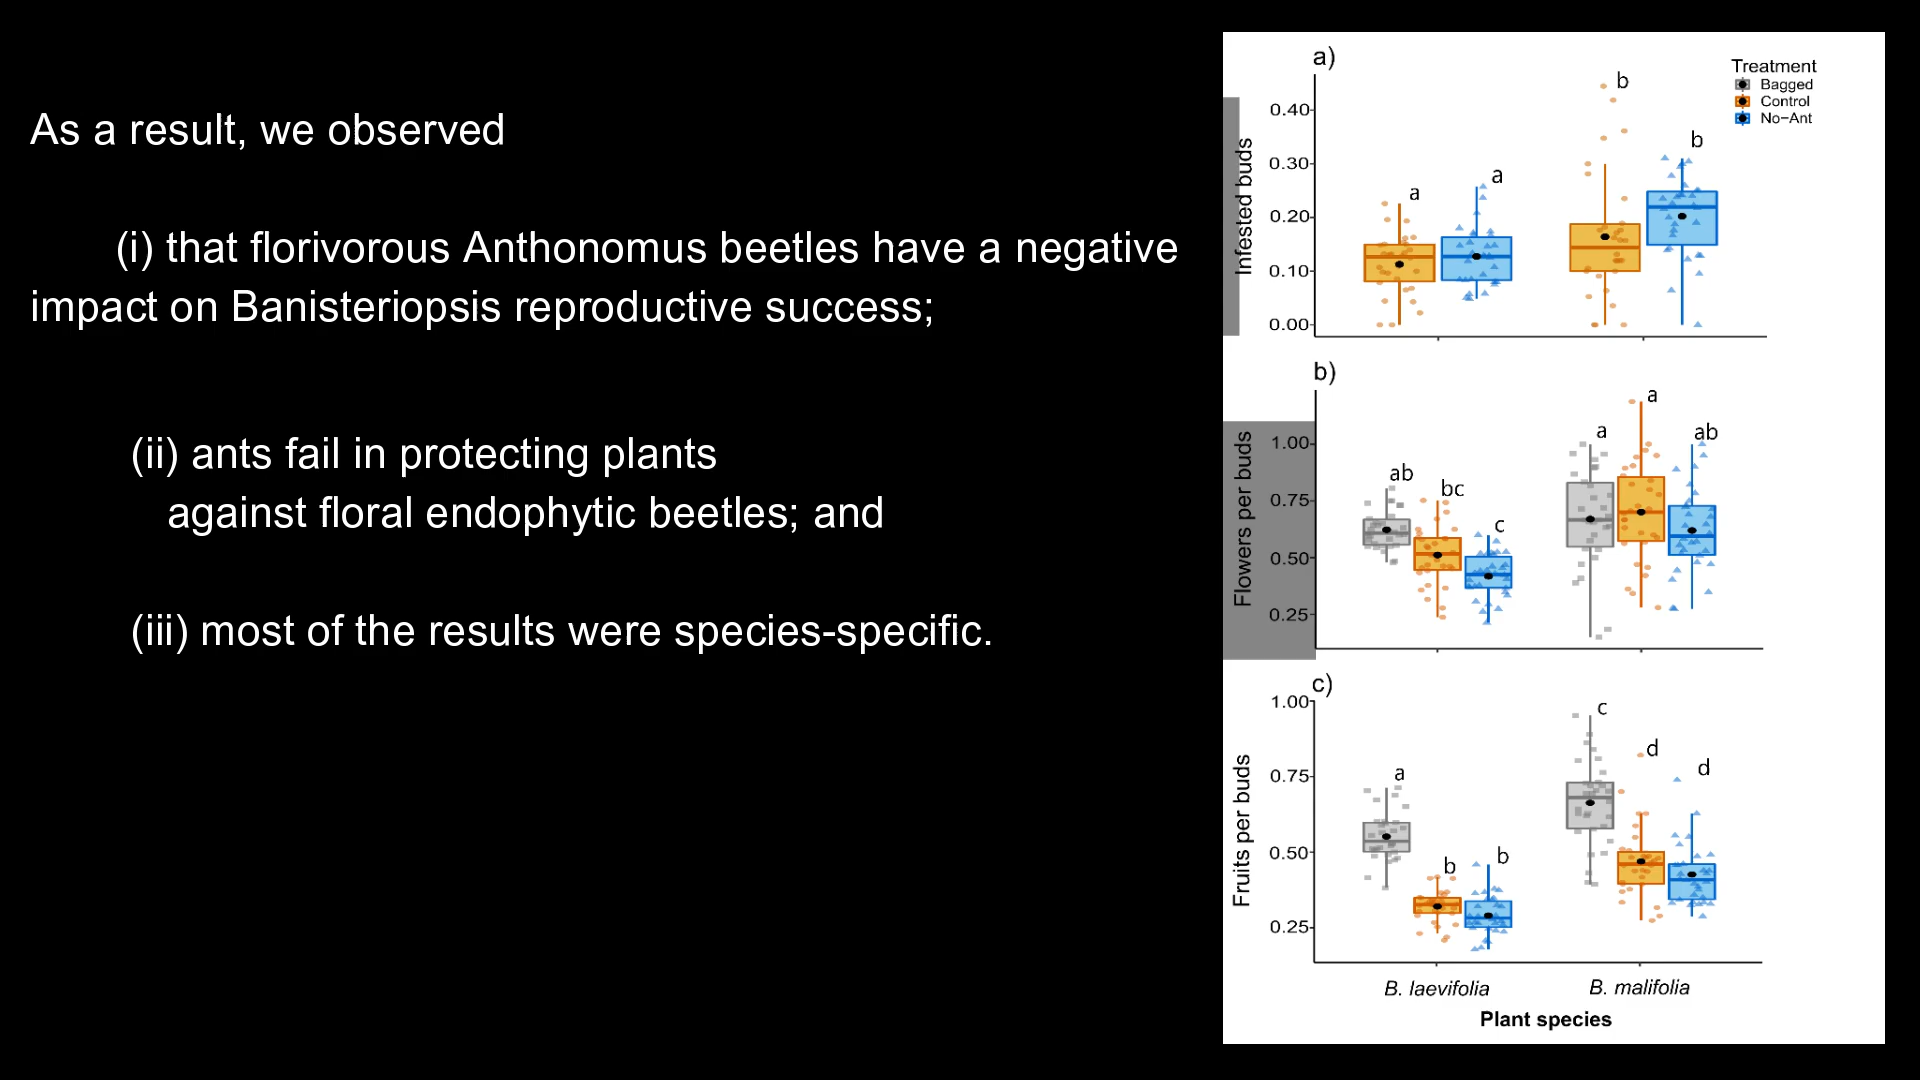 As a result, we observed
(i) that florivorous Anthonomus beetles have a negative
impact on Banisteriopsis reproductive success;
(ii) ants fail in protecting plants
against floral endophytic beetles; and
(iii) most of the results were species-specific.
a)
Treatment
Bagged
Control
No-Ant
Infested buds
0.40
0.30
0.20
0.10
0.00
a
a
b
b
b)
Flowers per buds
1.00
0.75
0.50
0.25
ab
bc
c
a
a
ab
c)
Fruits per buds
1.00
0.75
0.50
0.25
a
b
b
c
d
d
B. laevifolia
B. malifolia
Plant species